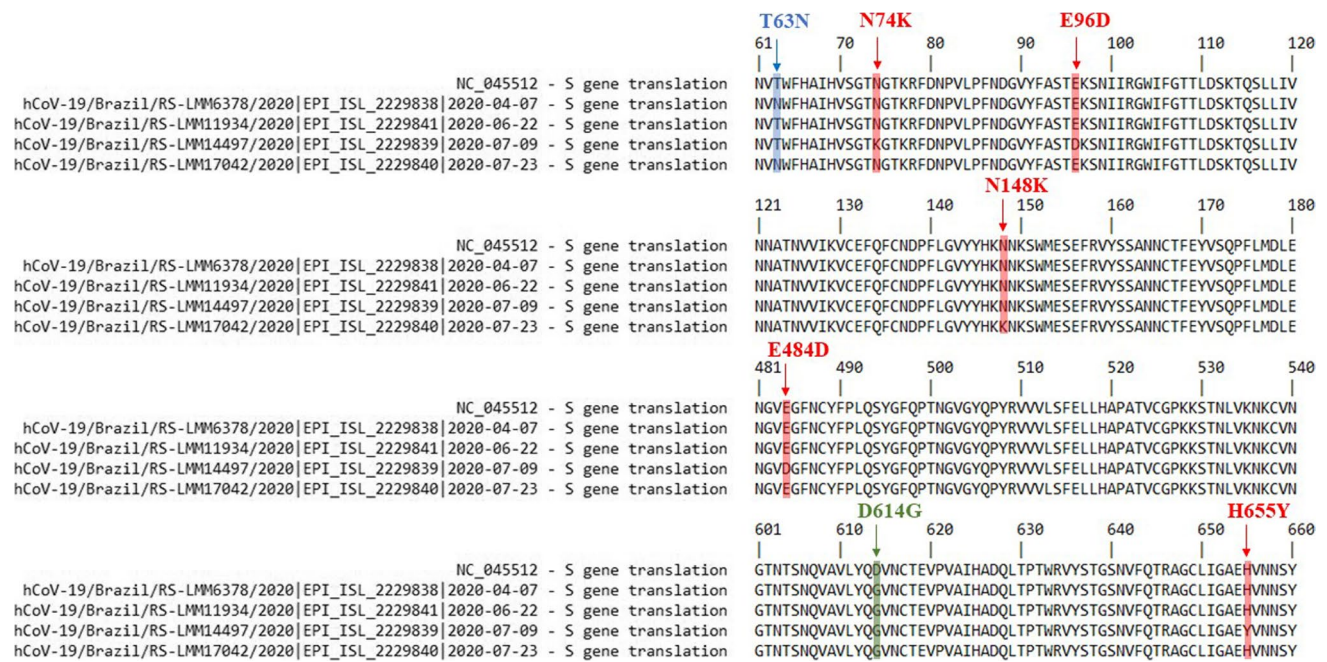 T63N N74K E96D
61 70 80 90 100 110 120
NC_045512 - S gene translation NVTWFHAIHVSGTNGTKRFDNPVLPFNDGVYFASTEKSNIIRGWIFGTTLDSKTQSLLIV
hCoV-19/Brazil/RS-LMM6378/2020|EPI_ISL_2229838|2020-04-07 - S gene translation NVNWFHAIHVSGTNGTKRFDNPVLPFNDGVYFASTEKSNIIRGWIFGTTLDSKTQSLLIV
hCoV-19/Brazil/RS-LMM11934/2020|EPI_ISL_2229841|2020-06-22 - S gene translation NVTWFHAIHVSGTNGTKRFDNPVLPFNDGVYFASTEKSNIIRGWIFGTTLDSKTQSLLIV
hCoV-19/Brazil/RS-LMM14497/2020|EPI_ISL_2229839|2020-07-09 - S gene translation NVTWFHAIHVSGTKGTKRFDNPVLPFNDGVYFASTDKSNIIRGWIFGTTLDSKTQSLLIV
hCoV-19/Brazil/RS-LMM17042/2020|EPI_ISL_2229840|2020-07-23 - S gene translation NVNWFHAIHVSGTNGTKRFDNPVLPFNDGVYFASTEKSNIIRGWIFGTTLDSKTQSLLIV
N148K
121 130 140 150 160 170 180
NC_045512 - S gene translation NNATNVVIKVCEFQFCNDPFLGVYYHKNNKSWMESEFRVYSSANNCTFEYVSQPFLMDLE
hCoV-19/Brazil/RS-LMM6378/2020|EPI_ISL_2229838|2020-04-07 - S gene translation NNATNVVIKVCEFQFCNDPFLGVYYHKNNKSWMESEFRVYSSANNCTFEYVSQPFLMDLE
hCoV-19/Brazil/RS-LMM11934/2020|EPI_ISL_2229841|2020-06-22 - S gene translation NNATNVVIKVCEFQFCNDPFLGVYYHKNNKSWMESEFRVYSSANNCTFEYVSQPFLMDLE
hCoV-19/Brazil/RS-LMM14497/2020|EPI_ISL_2229839|2020-07-09 - S gene translation NNATNVVIKVCEFQFCNDPFLGVYYHKNNKSWMESEFRVYSSANNCTFEYVSQPFLMDLE
hCoV-19/Brazil/RS-LMM17042/2020|EPI_ISL_2229840|2020-07-23 - S gene translation NNATNVVIKVCEFQFCNDPFLGVYYHKKNKSWMESEFRVYSSANNCTFEYVSQPFLMDLE
E484D
481 490 500 510 520 530 540
NC_045512 - S gene translation NGVEGFNCYFPLQSYGFQPTNGVGYQPYRVVVLSFELLHAPATVCGPKKSTNLVKNKCVN
hCoV-19/Brazil/RS-LMM6378/2020|EPI_ISL_2229838|2020-04-07 - S gene translation NGVEGFNCYFPLQSYGFQPTNGVGYQPYRVVVLSFELLHAPATVCGPKKSTNLVKNKCVN
hCoV-19/Brazil/RS-LMM11934/2020|EPI_ISL_2229841|2020-06-22 - S gene translation NGVEGFNCYFPLQSYGFQPTNGVGYQPYRVVVLSFELLHAPATVCGPKKSTNLVKNKCVN
hCoV-19/Brazil/RS-LMM14497/2020|EPI_ISL_2229839|2020-07-09 - S gene translation NGVDGFNCYFPLQSYGFQPTNGVGYQPYRVVVLSFELLHAPATVCGPKKSTNLVKNKCVN
hCoV-19/Brazil/RS-LMM17042/2020|EPI_ISL_2229840|2020-07-23 - S gene translation NGVEGFNCYFPLQSYGFQPTNGVGYQPYRVVVLSFELLHAPATVCGPKKSTNLVKNKCVN
D614G H655Y
601 610 620 630 640 650 660
NC_045512 - S gene translation GTNTSNQVAVLYQDVNCTEVPVAIHADQLTPTWRVYSTGSNVFQTRAGCLIGAEHVNNSY
hCoV-19/Brazil/RS-LMM6378/2020|EPI_ISL_2229838|2020-04-07 - S gene translation GTNTSNQVAVLYQGVNCTEVPVAIHADQLTPTWRVYSTGSNVFQTRAGCLIGAEHVNNSY
hCoV-19/Brazil/RS-LMM11934/2020|EPI_ISL_2229841|2020-06-22 - S gene translation GTNTSNQVAVLYQGVNCTEVPVAIHADQLTPTWRVYSTGSNVFQTRAGCLIGAEHVNNSY
hCoV-19/Brazil/RS-LMM14497/2020|EPI_ISL_2229839|2020-07-09 - S gene translation GTNTSNQVAVLYQGVNCTEVPVAIHADQLTPTWRVYSTGSNVFQTRAGCLIGAEYVNNSY
hCoV-19/Brazil/RS-LMM17042/2020|EPI_ISL_2229840|2020-07-23 - S gene translation GTNTSNQVAVLYQGVNCTEVPVAIHADQLTPTWRVYSTGSNVFQTRAGCLIGAEHVNNSY